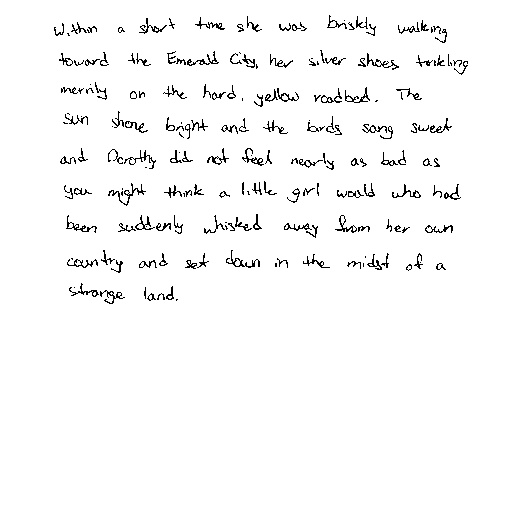 Within a short time she was briskly walking
toward the Emerald City, her silver shoes tinkling
merrily on the hard, yellow roadbed. The
sun shone bright and the birds sang sweet
and Dorothy did not feel nearly as bad as
you might think a little girl would who had
been suddenly whisked away from her own
country and set down in the midst of a
strange land.